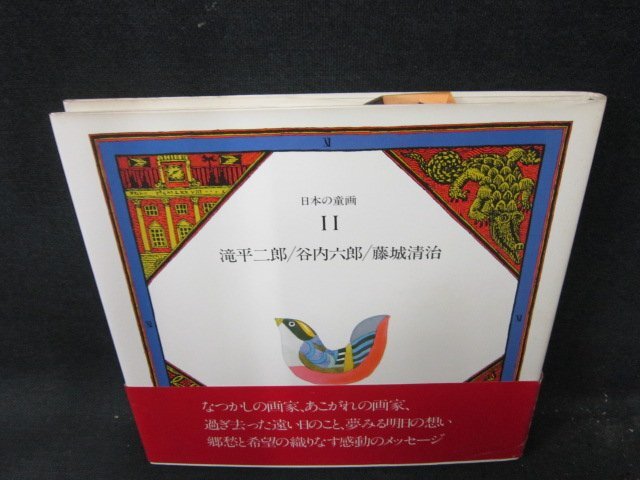 XI
日本の童画
11
滝平二郎/谷内六郎/藤城清治
XI
XI
なつかしの画家、あこがれの画家、
過ぎ去った遠い日のこと、夢みる明日の想い
郷愁と希望の織りなす感動のメッセージ